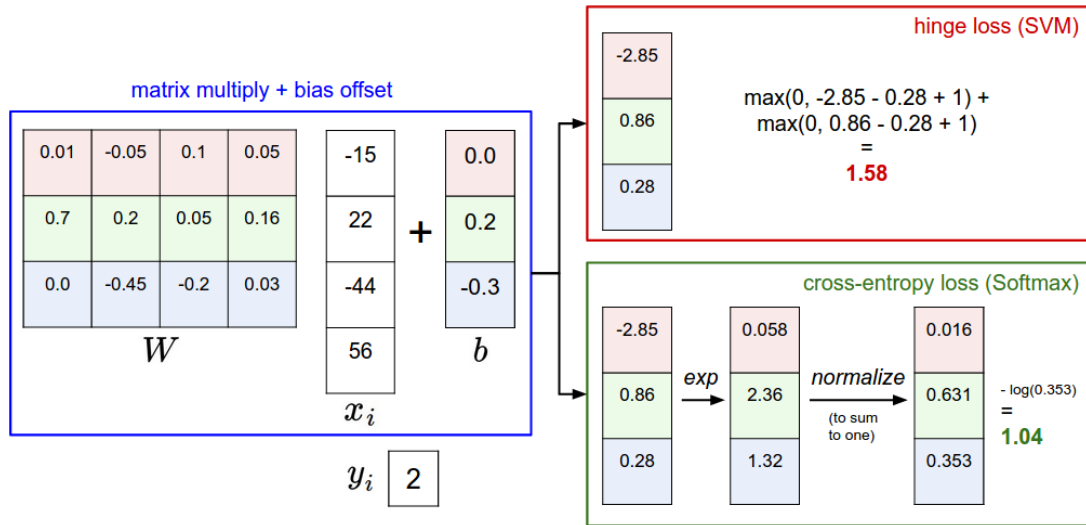 matrix multiply + bias offset
0.01 -0.05 0.1 0.05
0.7 0.2 0.05 0.16
0.0 -0.45 -0.2 0.03
W
-15
22
-44
56
x_i
+
0.0
0.2
-0.3
b
y_i 2
hinge loss (SVM)
-2.85
0.86
0.28
max(0, -2.85 - 0.28 + 1) +
max(0, 0.86 - 0.28 + 1)
=
1.58
cross-entropy loss (Softmax)
-2.85
0.86
0.28
exp
0.058
2.36
1.32
normalize
(to sum
to one)
0.016
0.631
0.353
- log(0.353)
=
1.04